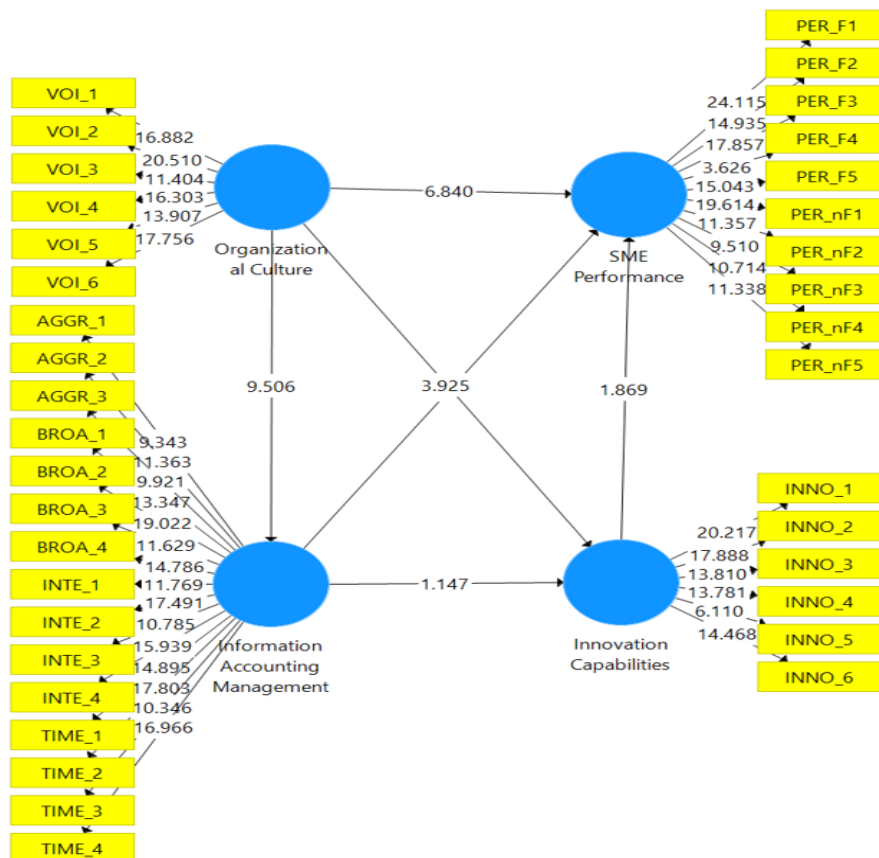 PER_F1
PER_F2
PER_F3
PER_F4
PER_F5
PER_nF1
PER_nF2
PER_nF3
PER_nF4
PER_nF5
24.115
14.935
17.857
3.626
15.043
19.614
11.357
9.510
10.714
11.338
VOI_1
VOI_2
VOI_3
VOI_4
VOI_5
VOI_6
16.882
20.510
11.404
16.303
13.907
17.756
Organization
al Culture
6.840
SME
Performance
9.506
3.925
1.869
AGGR_1
AGGR_2
AGGR_3
BROA_1
BROA_2
BROA_3
BROA_4
INTE_1
INTE_2
INTE_3
INTE_4
TIME_1
TIME_2
TIME_3
TIME_4
9.343
11.363
9.921
13.347
19.022
11.629
14.786
11.769
17.491
10.785
15.939
14.895
17.803
10.346
16.966
Information
Accounting
Management
1.147
Innovation
Capabilities
20.217
17.888
13.810
13.781
6.110
14.468
INNO_1
INNO_2
INNO_3
INNO_4
INNO_5
INNO_6